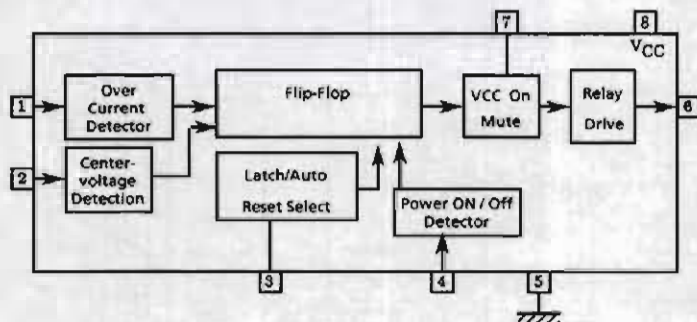 7
8
VCC
1
Over
Current
Detector
Flip-Flop
VCC On
Mute
Relay
Drive
6
2
Center-
voltage
Detection
Latch/Auto
Reset Select
Power ON / Off
Detector
3
4
5